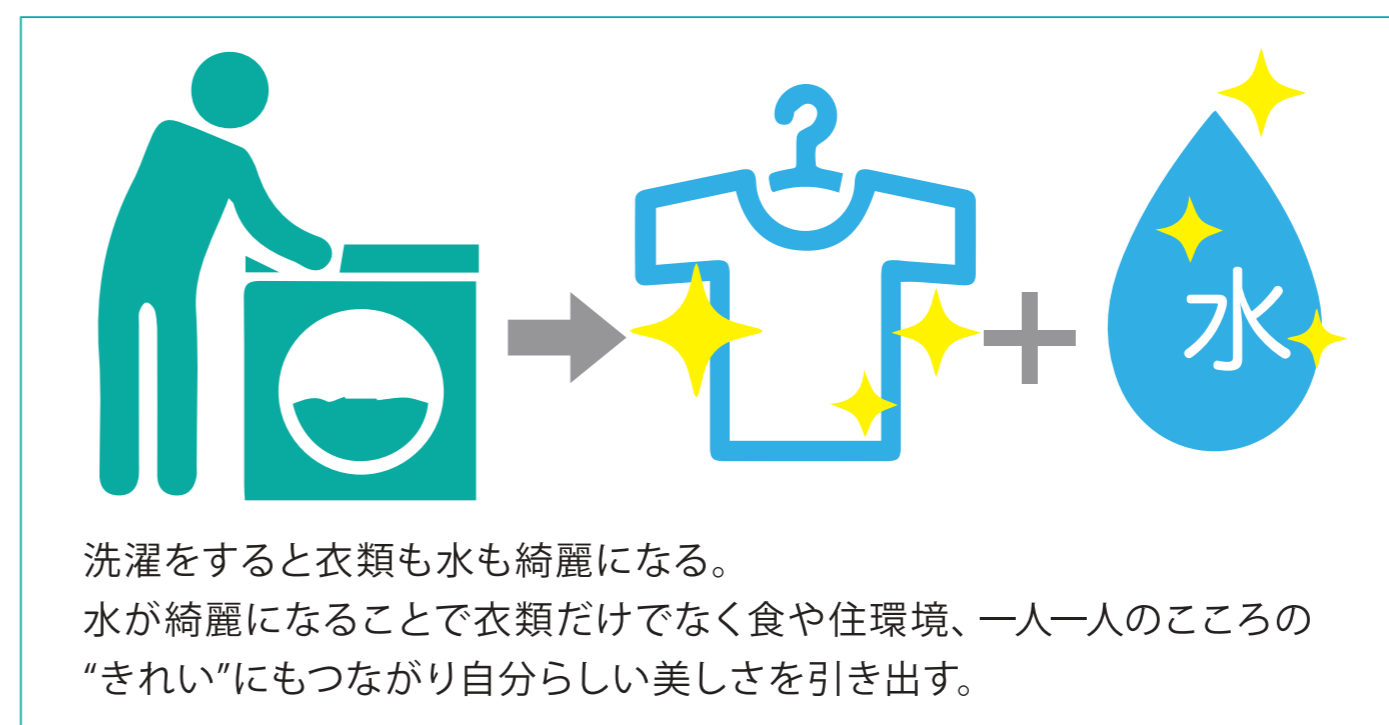 水
洗濯をすると衣類も水も綺麗になる。
水が綺麗になることで衣類だけでなく食や住環境、一人一人のこころの
“きれい”にもつながり自分らしい美しさを引き出す。